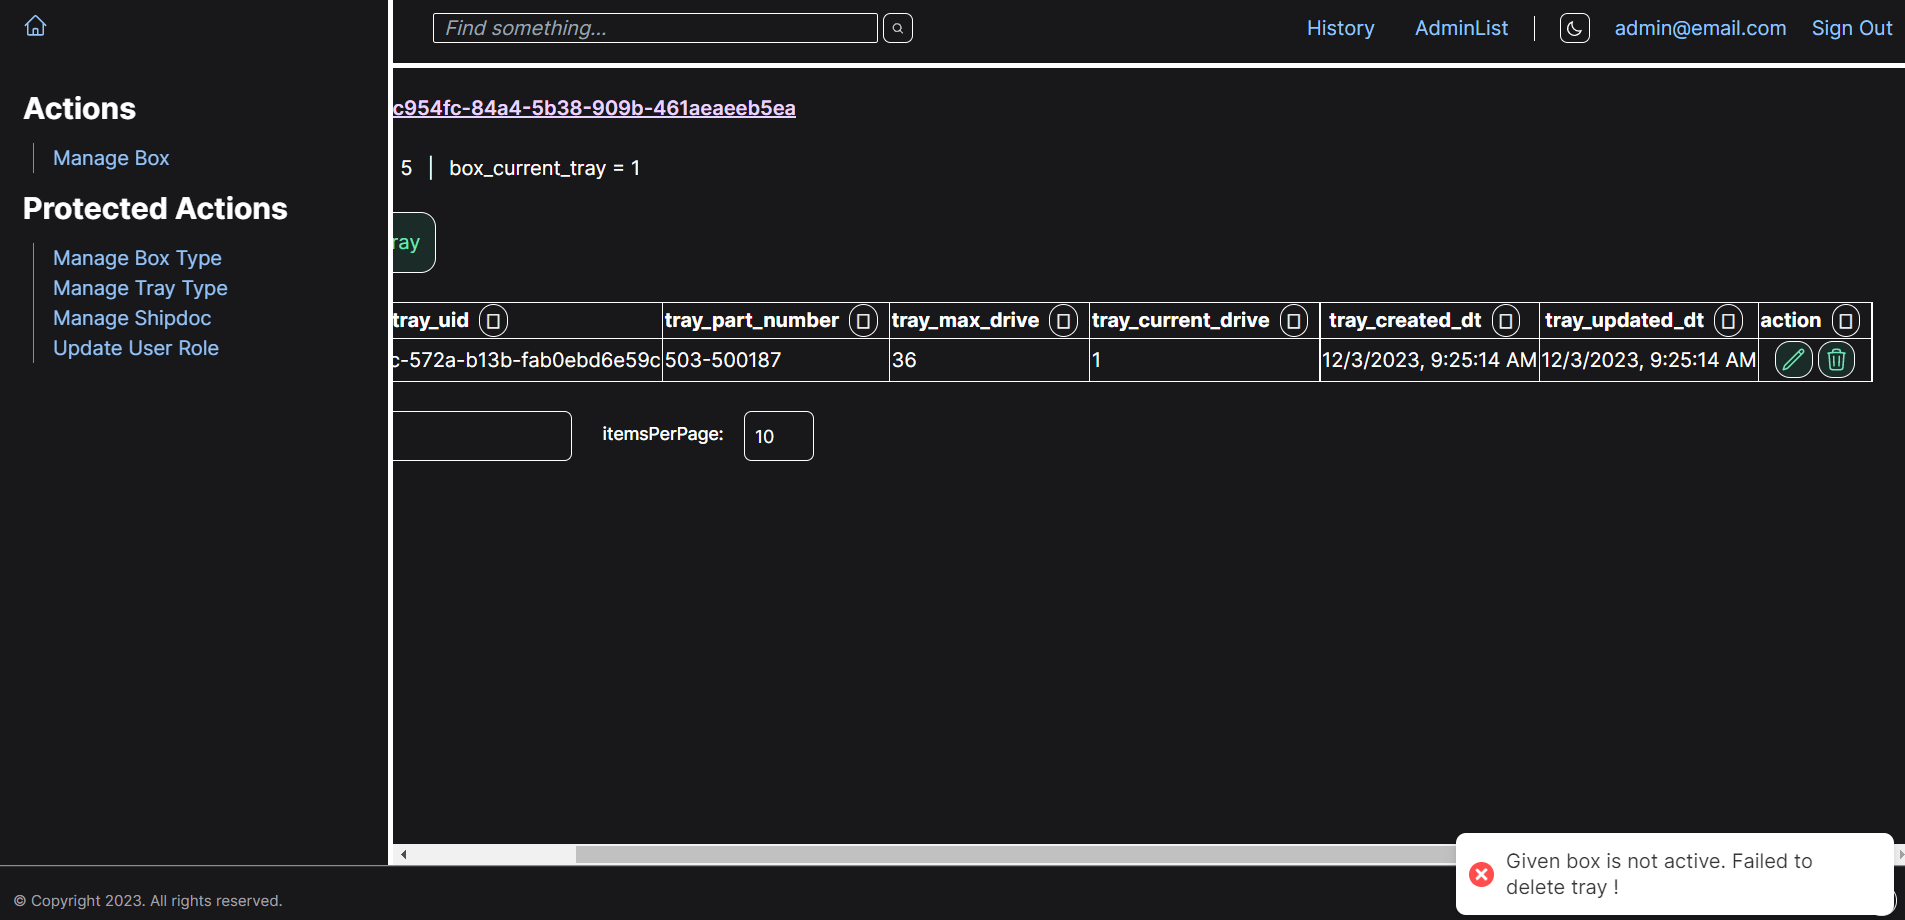 Find something...
History
AdminList
admin@email.com
Sign Out
Actions
Manage Box
Protected Actions
Manage Box Type
Manage Tray Type
Manage Shipdoc
Update User Role
c954fc-84a4-5b38-909b-461aeaeeb5ea
5 | box_current_tray = 1
ray
tray_uid tray_part_number tray_max_drive tray_current_drive tray_created_dt tray_updated_dt action
c-572a-b13b-fab0ebd6e59c 503-500187 36 1 12/3/2023, 9:25:14 AM 12/3/2023, 9:25:14 AM
itemsPerPage: 10
Given box is not active. Failed to
delete tray !
© Copyright 2023. All rights reserved.